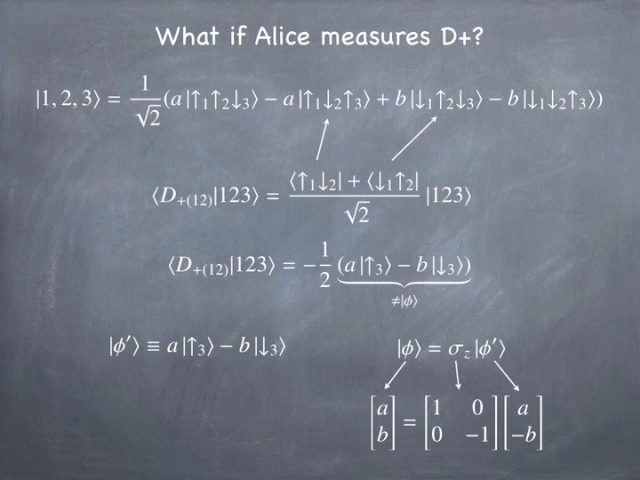 What if Alice measures D+?
|1, 2, 3⟩ = 1/√2 (a|↑₁↑₂↓₃⟩ − a|↑₁↓₂↑₃⟩ + b|↓₁↑₂↓₃⟩ − b|↓₁↓₂↑₃⟩)
⟨D₊₍₁₂₎|123⟩ = (⟨↑₁↓₂| + ⟨↓₁↑₂|)/√2 |123⟩
⟨D₊₍₁₂₎|123⟩ = −1/2 (a|↑₃⟩ − b|↓₃⟩)
≠|ϕ⟩
|ϕ′⟩ ≡ a|↑₃⟩ − b|↓₃⟩ |ϕ⟩ = σ_z|ϕ′⟩
[a b] = [1 0 0 −1] [a −b]